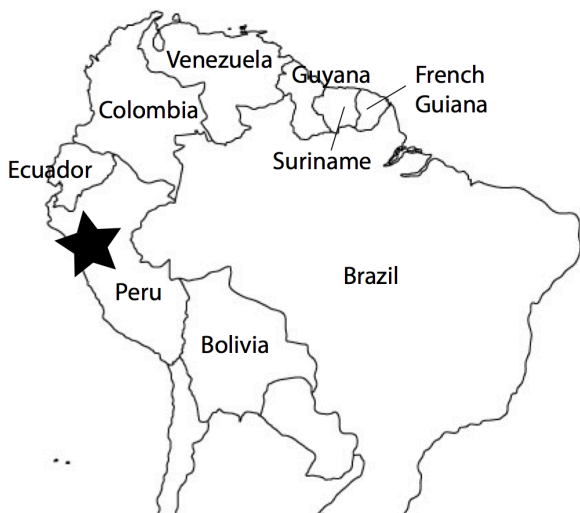 Venezuela
Guyana
French
Guiana
Colombia
Suriname
Ecuador
Brazil
Peru
Bolivia